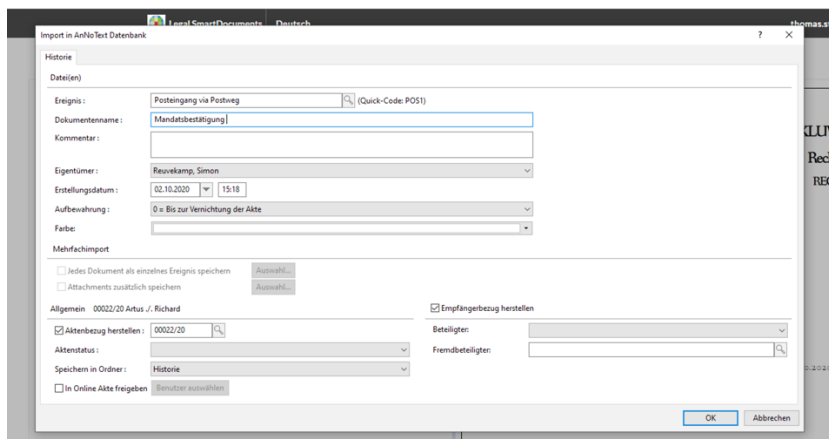 Legal SmartDocuments Deutsch thomas.s
Import in AnNoText Datenbank ?
Historie
Datei(en)
Ereignis : Posteingang via Postweg (Quick-Code: POS1)
Dokumentenname : Mandatsbestätigung
Kommentar :
Eigentümer : Reuvekamp, Simon
Erstellungsdatum : 02.10.2020 15:18
Aufbewahrung : 0 = Bis zur Vernichtung der Akte
Farbe:
Mehrfachimport
Jedes Dokument als einzelnes Ereignis speichern Auswahl...
Attachments zusätzlich speichern Auswahl...
Allgemein 00022/20 Artus ./. Richard Empfängerbezug herstellen
Aktenbezug herstellen : 00022/20 Beteiligter:
Aktenstatus : Fremdbeteiligter:
Speichern in Ordner : Historie
In Online Akte freigeben Benutzer auswählen
OK Abbrechen
KLUV
Rec
REC